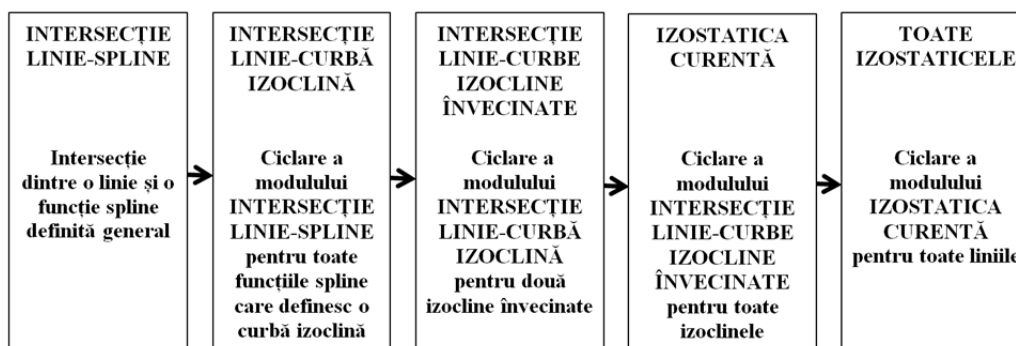 INTERSECȚIE
LINIE-SPLINE
Intersecție
dintre o linie și o
funcție spline
definită general
INTERSECȚIE
LINIE-CURBĂ
IZOCLINĂ
Ciclare a
modulului
INTERSECȚIE
LINIE-SPLINE
pentru toate
funcțiile spline
care definesc o
curbă izoclină
INTERSECȚIE
LINIE-CURBE
IZOCLINE
ÎNVECINATE
Ciclare a
modulului
INTERSECȚIE
LINIE-CURBĂ
IZOCLINĂ
pentru două
izocline învecinate
IZOSTATICA
CURENTĂ
Ciclare a
modulului
INTERSECȚIE
LINIE-CURBE
IZOCLINE
ÎNVECINATE
pentru toate
izoclinele
TOATE
IZOSTATICELE
Ciclare a
modulului
IZOSTATICA
CURENTĂ
pentru toate liniile